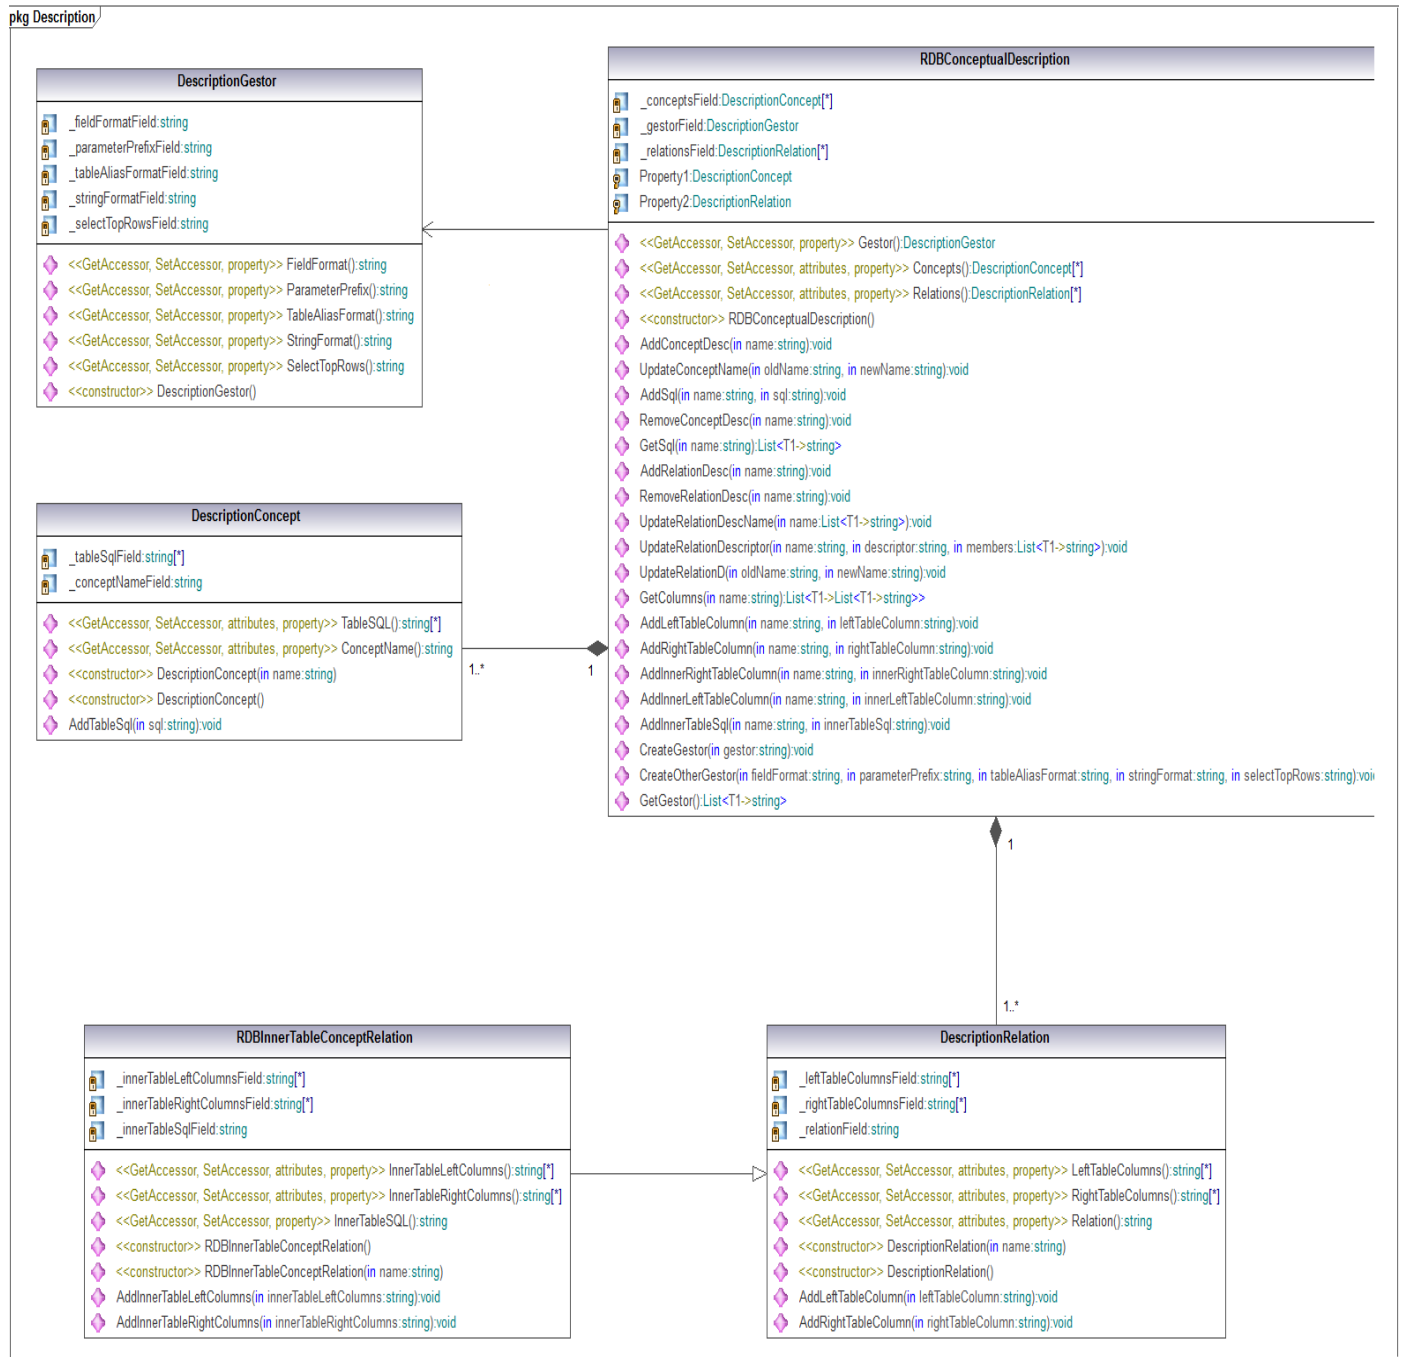 pkg Description
DescriptionGestor
_fieldFormatField:string
_parameterPrefixField:string
_tableAliasFormatField:string
_stringFormatField:string
_selectTopRowsField:string
<<GetAccessor, SetAccessor, property>> FieldFormat():string
<<GetAccessor, SetAccessor, property>> ParameterPrefix():string
<<GetAccessor, SetAccessor, property>> TableAliasFormat():string
<<GetAccessor, SetAccessor, property>> StringFormat():string
<<GetAccessor, SetAccessor, property>> SelectTopRows():string
<<constructor>> DescriptionGestor()
RDBConceptualDescription
_conceptsField:DescriptionConcept[*]
_gestorField:DescriptionGestor
_relationsField:DescriptionRelation[*]
Property1:DescriptionConcept
Property2:DescriptionRelation
<<GetAccessor, SetAccessor, property>> Gestor():DescriptionGestor
<<GetAccessor, SetAccessor, attributes, property>> Concepts():DescriptionConcept[*]
<<GetAccessor, SetAccessor, attributes, property>> Relations():DescriptionRelation[*]
<<constructor>> RDBConceptualDescription()
AddConceptDesc(in name:string):void
UpdateConceptName(in oldName:string, in newName:string):void
AddSql(in name:string, in sql:string):void
RemoveConceptDesc(in name:string):void
GetSql(in name:string):List<T1->string>
AddRelationDesc(in name:string):void
RemoveRelationDesc(in name:string):void
UpdateRelationDescName(in name:List<T1->string>):void
UpdateRelationDescriptor(in name:string, in descriptor:string, in members:List<T1->string>):void
UpdateRelationD(in oldName:string, in newName:string):void
GetColumns(in name:string):List<T1->List<T1->string>>
AddLeftTableColumn(in name:string, in leftTableColumn:string):void
AddRightTableColumn(in name:string, in rightTableColumn:string):void
AddInnerRightTableColumn(in name:string, in innerRightTableColumn:string):void
AddInnerLeftTableColumn(in name:string, in innerLeftTableColumn:string):void
AddInnerTableSql(in name:string, in innerTableSql:string):void
CreateGestor(in gestor:string):void
CreateOtherGestor(in fieldFormat:string, in parameterPrefix:string, in tableAliasFormat:string, in stringFormat:string, in selectTopRows:string):voi
GetGestor():List<T1->string>
DescriptionConcept
_tableSqlField:string[*]
_conceptNameField:string
<<GetAccessor, SetAccessor, attributes, property>> TableSQL():string[*]
<<GetAccessor, SetAccessor, attributes, property>> ConceptName():string
<<constructor>> DescriptionConcept(in name:string)
<<constructor>> DescriptionConcept()
AddTableSql(in sql:string):void
1..*
1
1
1..*
RDBInnerTableConceptRelation
_innerTableLeftColumnsField:string[*]
_innerTableRightColumnsField:string[*]
_innerTableSqlField:string
<<GetAccessor, SetAccessor, attributes, property>> InnerTableLeftColumns():string[*]
<<GetAccessor, SetAccessor, attributes, property>> InnerTableRightColumns():string[*]
<<GetAccessor, SetAccessor, property>> InnerTableSQL():string
<<constructor>> RDBInnerTableConceptRelation()
<<constructor>> RDBInnerTableConceptRelation(in name:string)
AddInnerTableLeftColumns(in innerTableLeftColumns:string):void
AddInnerTableRightColumns(in innerTableRightColumns:string):void
DescriptionRelation
_leftTableColumnsField:string[*]
_rightTableColumnsField:string[*]
_relationField:string
<<GetAccessor, SetAccessor, attributes, property>> LeftTableColumns():string[*]
<<GetAccessor, SetAccessor, attributes, property>> RightTableColumns():string[*]
<<GetAccessor, SetAccessor, attributes, property>> Relation():string
<<constructor>> DescriptionRelation(in name:string)
<<constructor>> DescriptionRelation()
AddLeftTableColumn(in leftTableColumn:string):void
AddRightTableColumn(in rightTableColumn:string):void